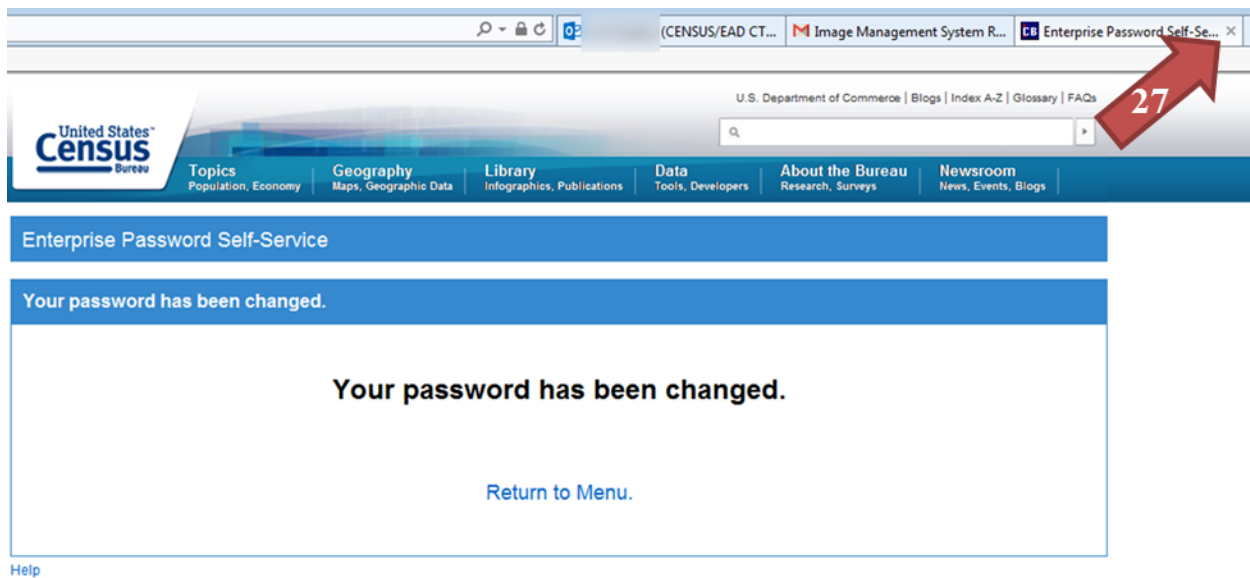 (CENSUS/EAD CT... Image Management System R... Enterprise Password Self-Se...
27
U.S. Department of Commerce | Blogs | Index A-Z | Glossary | FAQs
United States™
Census
Bureau
Topics Geography Library Data About the Bureau Newsroom
Population, Economy Maps, Geographic Data Infographics, Publications Tools, Developers Research, Surveys News, Events, Blogs
Enterprise Password Self-Service
Your password has been changed.
Your password has been changed.
Return to Menu.
Help